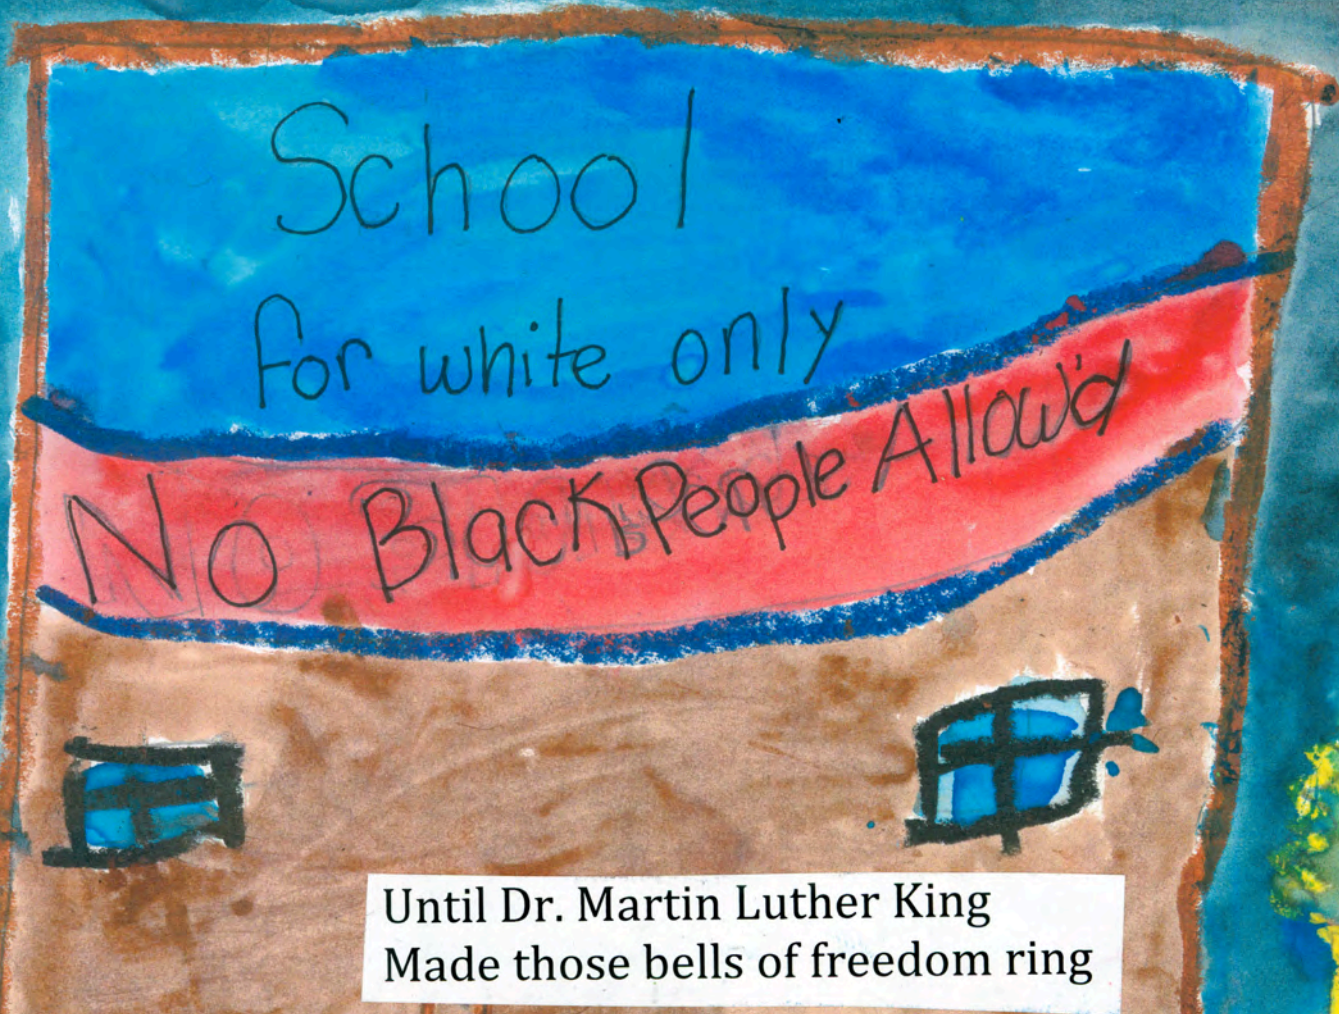 School
for white only
No Black People Allow'd
Until Dr. Martin Luther King
Made those bells of freedom ring